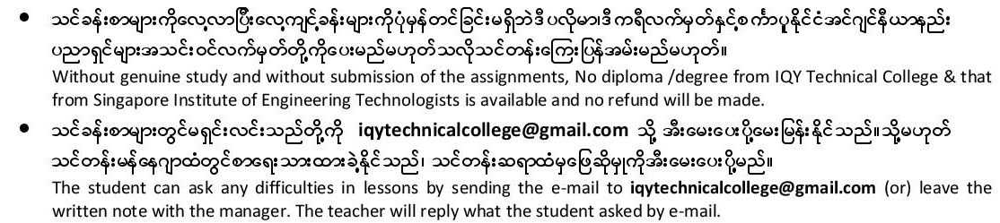 • သင်ခန်းစာများကိုလေ့လာပြီးလေ့ကျင့်ခန်းများကိုပုံမှန်တင်ခြင်းမရှိဘဲဒီပလိုမာ၊ဒီကရီလက်မှတ်နှင့်စင်္ကာပူနိုင်ငံအင်ဂျင်နီယာနည်း
ပညာရှင်များအသင်းဝင်လက်မှတ်တို့ကိုပေးမည်မဟုတ်သလိုသင်တန်းကြေးပြန်အမ်းမည်မဟုတ်။
Without genuine study and without submission of the assignments, No diploma /degree from IQY Technical College & that
from Singapore Institute of Engineering Technologists is available and no refund will be made.
• သင်ခန်းစာများတွင်မရှင်းလင်းသည်တို့ကို iqytechnicalcollege@gmail.com သို့ အီးမေးပေးပို့မေးမြန်းနိုင်သည်။သို့မဟုတ်
သင်တန်းမန်နေဂျာထံတွင်စာရေးသားထားခဲ့နိုင်သည်၊ သင်တန်းဆရာထံမှဖြေဆိုမှုကိုအီးမေးပေးပို့မည်။
The student can ask any difficulties in lessons by sending the e-mail to iqytechnicalcollege@gmail.com (or) leave the
written note with the manager. The teacher will reply what the student asked by e-mail.